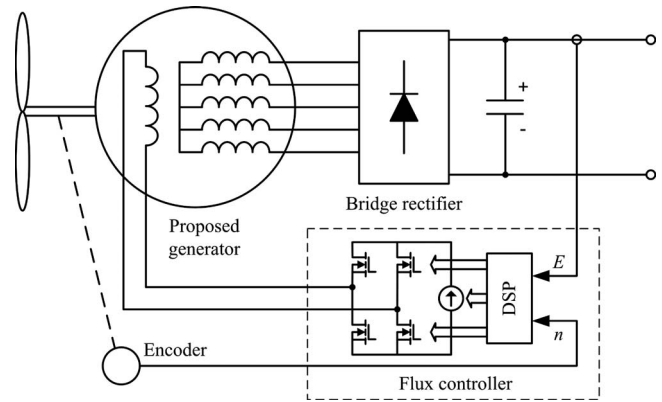 +
-
Bridge rectifier
Proposed
generator
E
DSP
n
Encoder
Flux controller